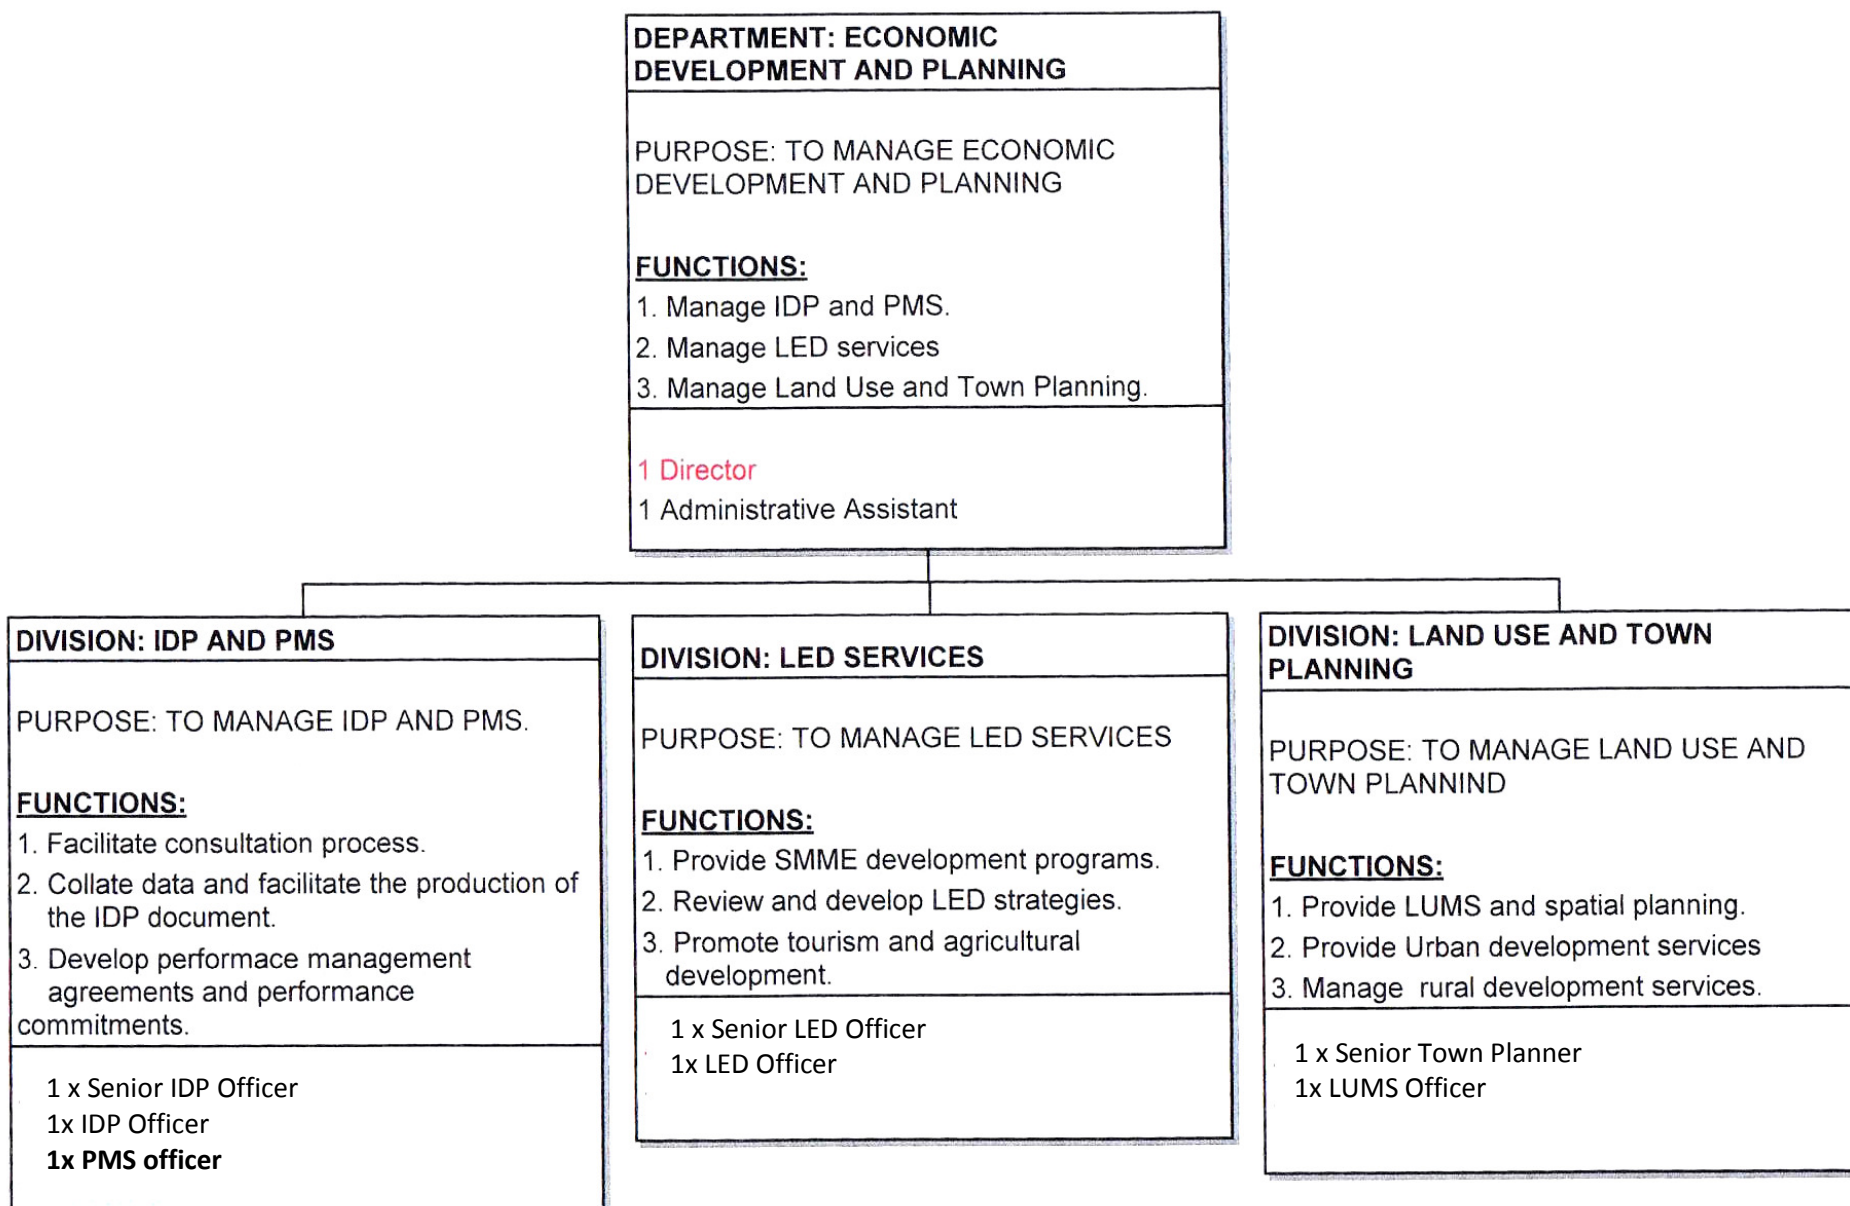 DEPARTMENT: ECONOMIC
DEVELOPMENT AND PLANNING
PURPOSE: TO MANAGE ECONOMIC
DEVELOPMENT AND PLANNING
FUNCTIONS:
1. Manage IDP and PMS.
2. Manage LED services
3. Manage Land Use and Town Planning.
1 Director
1 Administrative Assistant
DIVISION: IDP AND PMS
PURPOSE: TO MANAGE IDP AND PMS.
FUNCTIONS:
1. Facilitate consultation process.
2. Collate data and facilitate the production of
the IDP document.
3. Develop performace management
agreements and performance
commitments.
1 x Senior IDP Officer
1x IDP Officer
1x PMS officer
DIVISION: LED SERVICES
PURPOSE: TO MANAGE LED SERVICES
FUNCTIONS:
1. Provide SMME development programs.
2. Review and develop LED strategies.
3. Promote tourism and agricultural
development.
1 x Senior LED Officer
1x LED Officer
DIVISION: LAND USE AND TOWN
PLANNING
PURPOSE: TO MANAGE LAND USE AND
TOWN PLANNIND
FUNCTIONS:
1. Provide LUMS and spatial planning.
2. Provide Urban development services
3. Manage  rural development services.
1 x Senior Town Planner
1x LUMS Officer